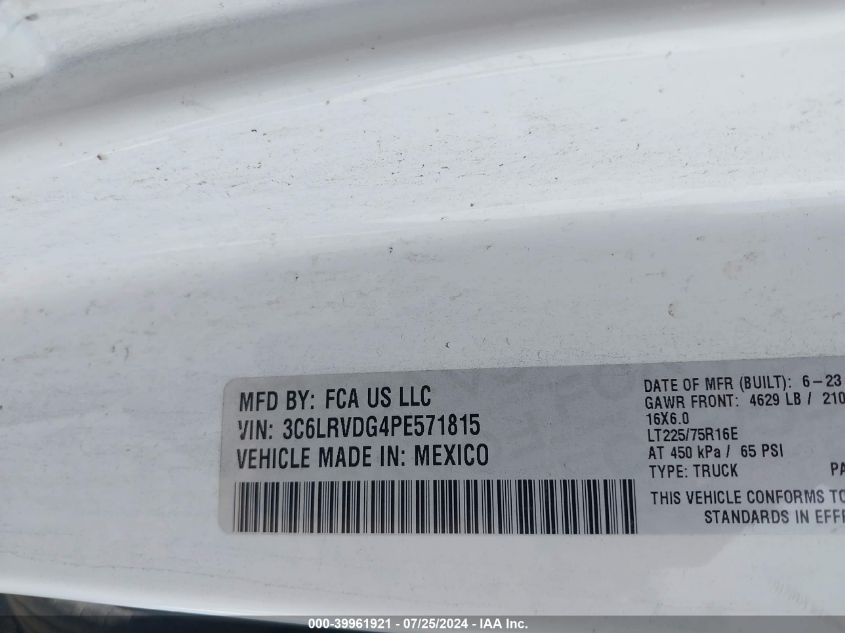 MFD BY: FCA US LLC
VIN: 3C6LRVDG4PE571815
VEHICLE MADE IN: MEXICO
DATE OF MFR (BUILT): 6-23
GAWR FRONT: 4629 LB / 210
16X6.0
LT225/75R16E
AT 450 kPa / 65 PSI
TYPE: TRUCK PA
THIS VEHICLE CONFORMS TO
STANDARDS IN EFF
000-39961921 - 07/25/2024 - IAA Inc.